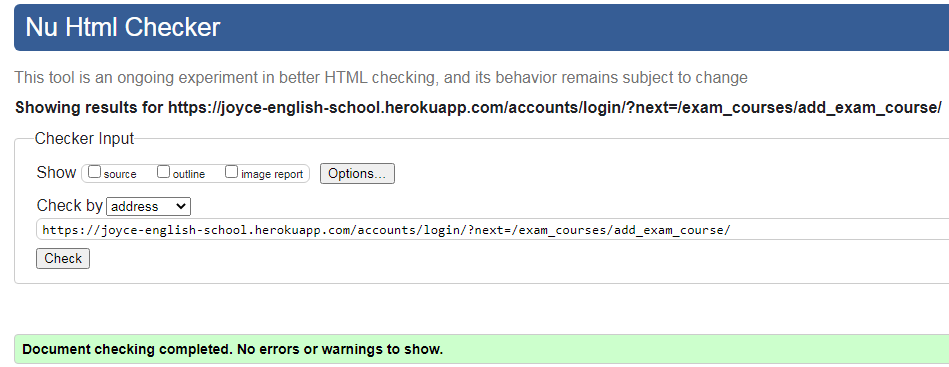 Nu Html Checker
This tool is an ongoing experiment in better HTML checking, and its behavior remains subject to change
Showing results for https://joyce-english-school.herokuapp.com/accounts/login/?next=/exam_courses/add_exam_course/
Checker Input
Show source outline image report Options...
Check by address
https://joyce-english-school.herokuapp.com/accounts/login/?next=/exam_courses/add_exam_course/
Check
Document checking completed. No errors or warnings to show.